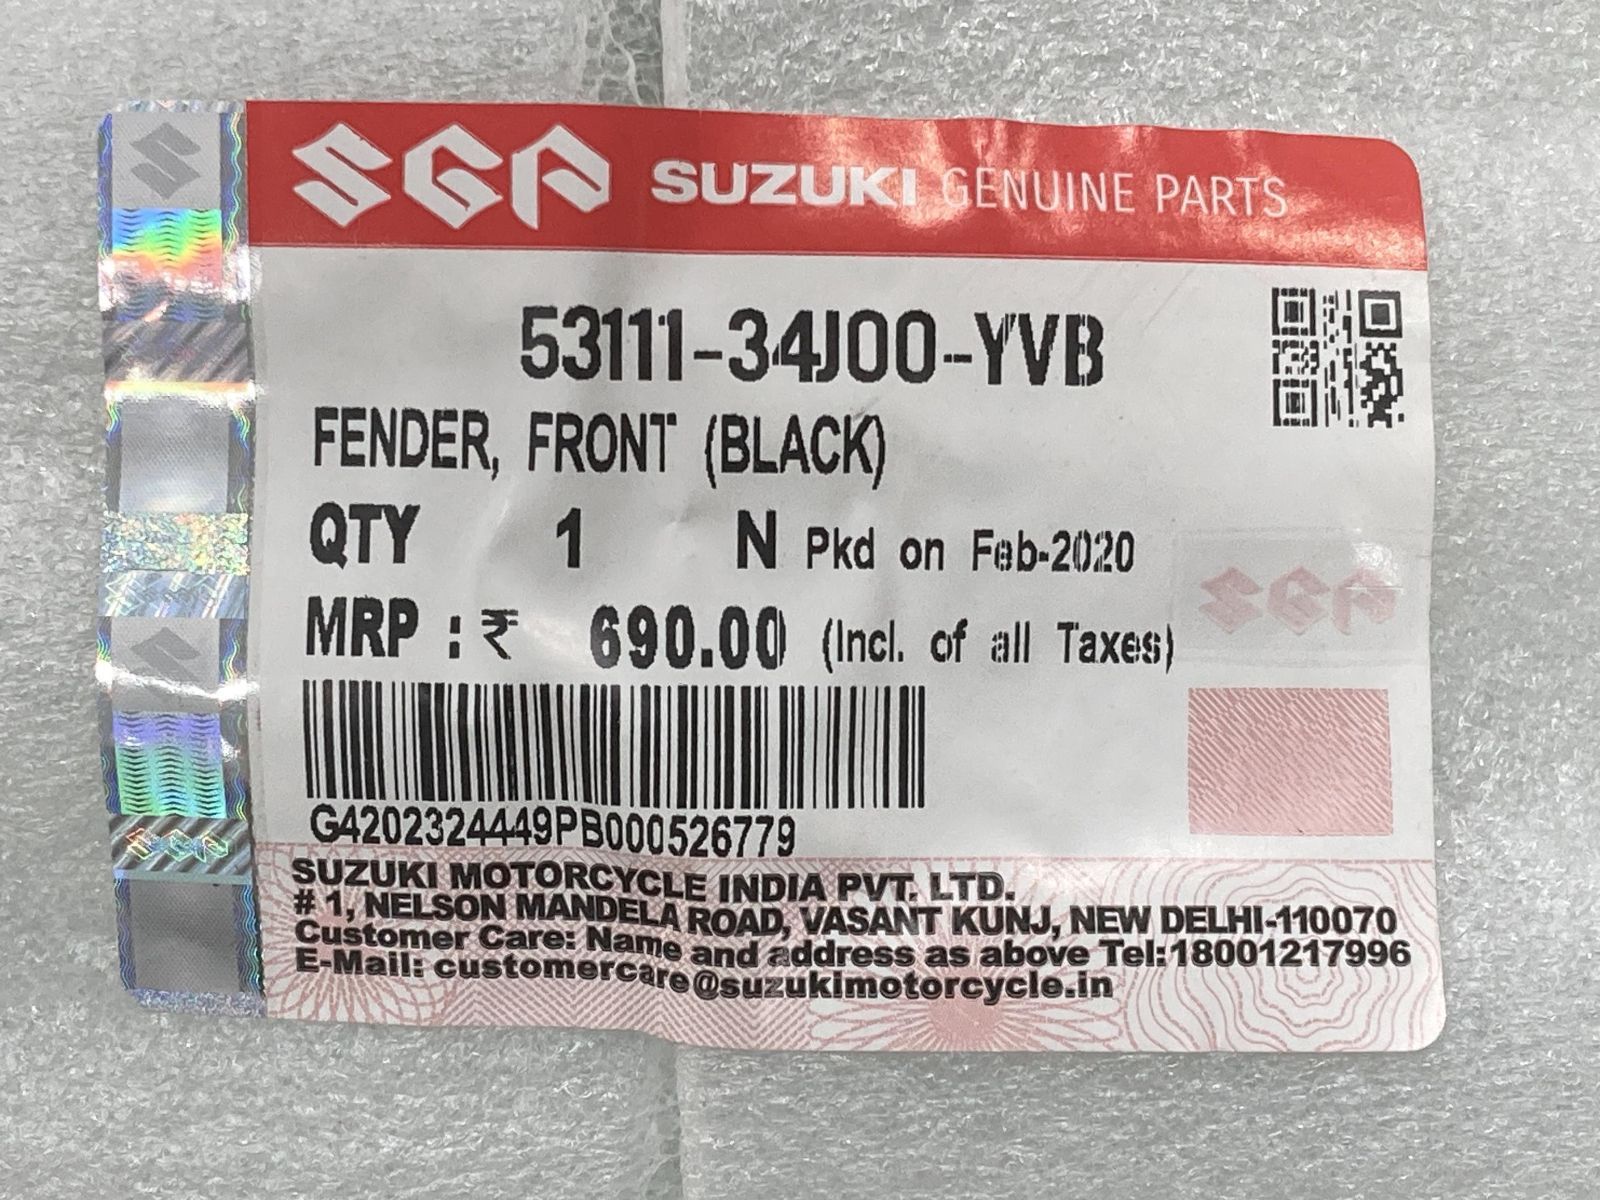 SGP SUZUKI GENUINE PARTS
53111-34J00-YVB
FENDER, FRONT (BLACK)
QTY 1 N Pkd on Feb-2020
MRP : ₹ 690.00 (Incl. of all Taxes)
SGP
G4202324449PB000526779
SGP
SUZUKI MOTORCYCLE INDIA PVT. LTD.
# 1, NELSON MANDELA ROAD, VASANT KUNJ, NEW DELHI-110070
Customer Care: Name and address as above Tel:18001217996
E-Mail: customercare@suzukimotorcycle.in